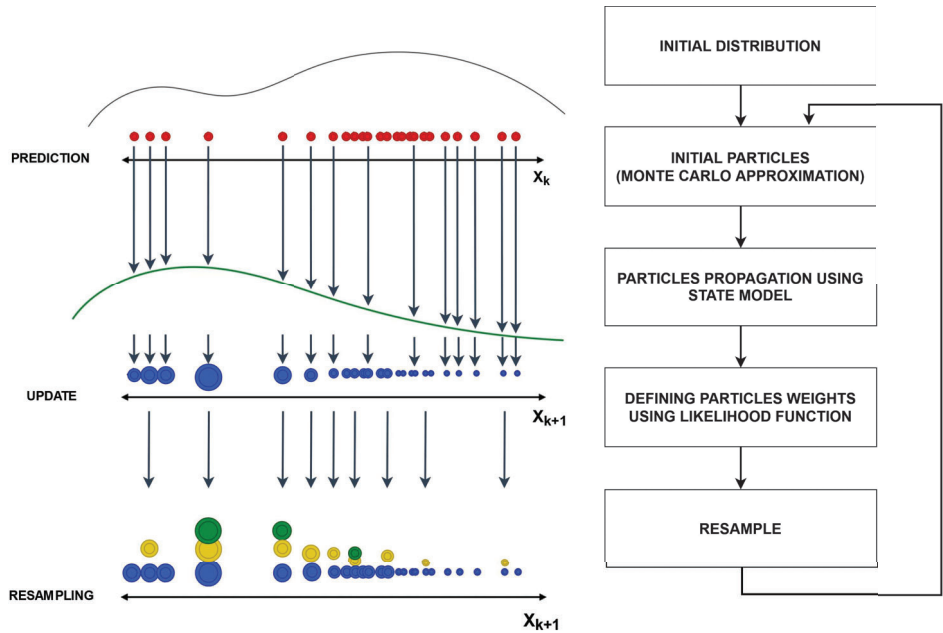 PREDICTION
Xk
UPDATE
Xk+1
RESAMPLING
Xk+1
INITIAL DISTRIBUTION
INITIAL PARTICLES
(MONTE CARLO APPROXIMATION)
PARTICLES PROPAGATION USING
STATE MODEL
DEFINING PARTICLES WEIGHTS
USING LIKELIHOOD FUNCTION
RESAMPLE